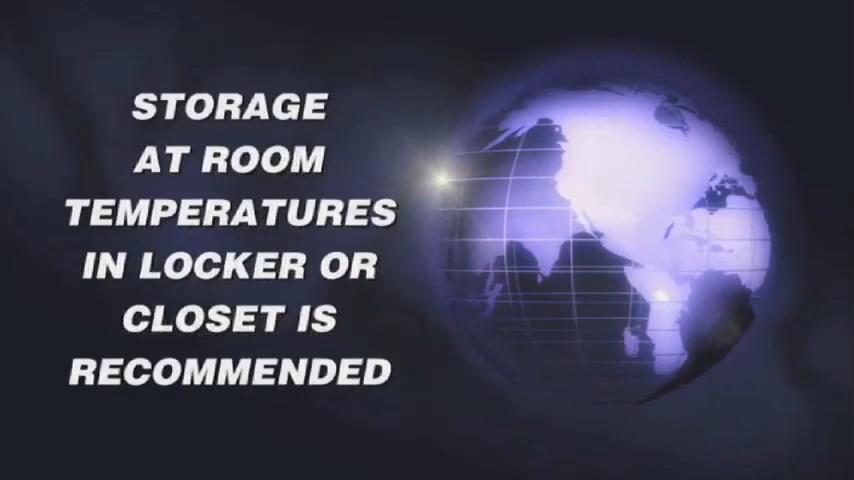 STORAGE
AT ROOM
TEMPERATURES
IN LOCKER OR
CLOSET IS
RECOMMENDED